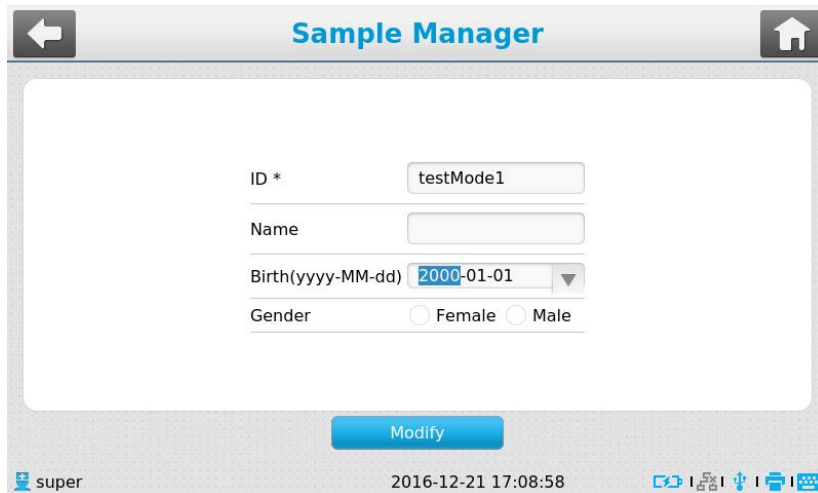 Sample Manager
ID * testMode1
Name
Birth(yyyy-MM-dd) 2000-01-01
Gender Female Male
Modify
super 2016-12-21 17:08:58